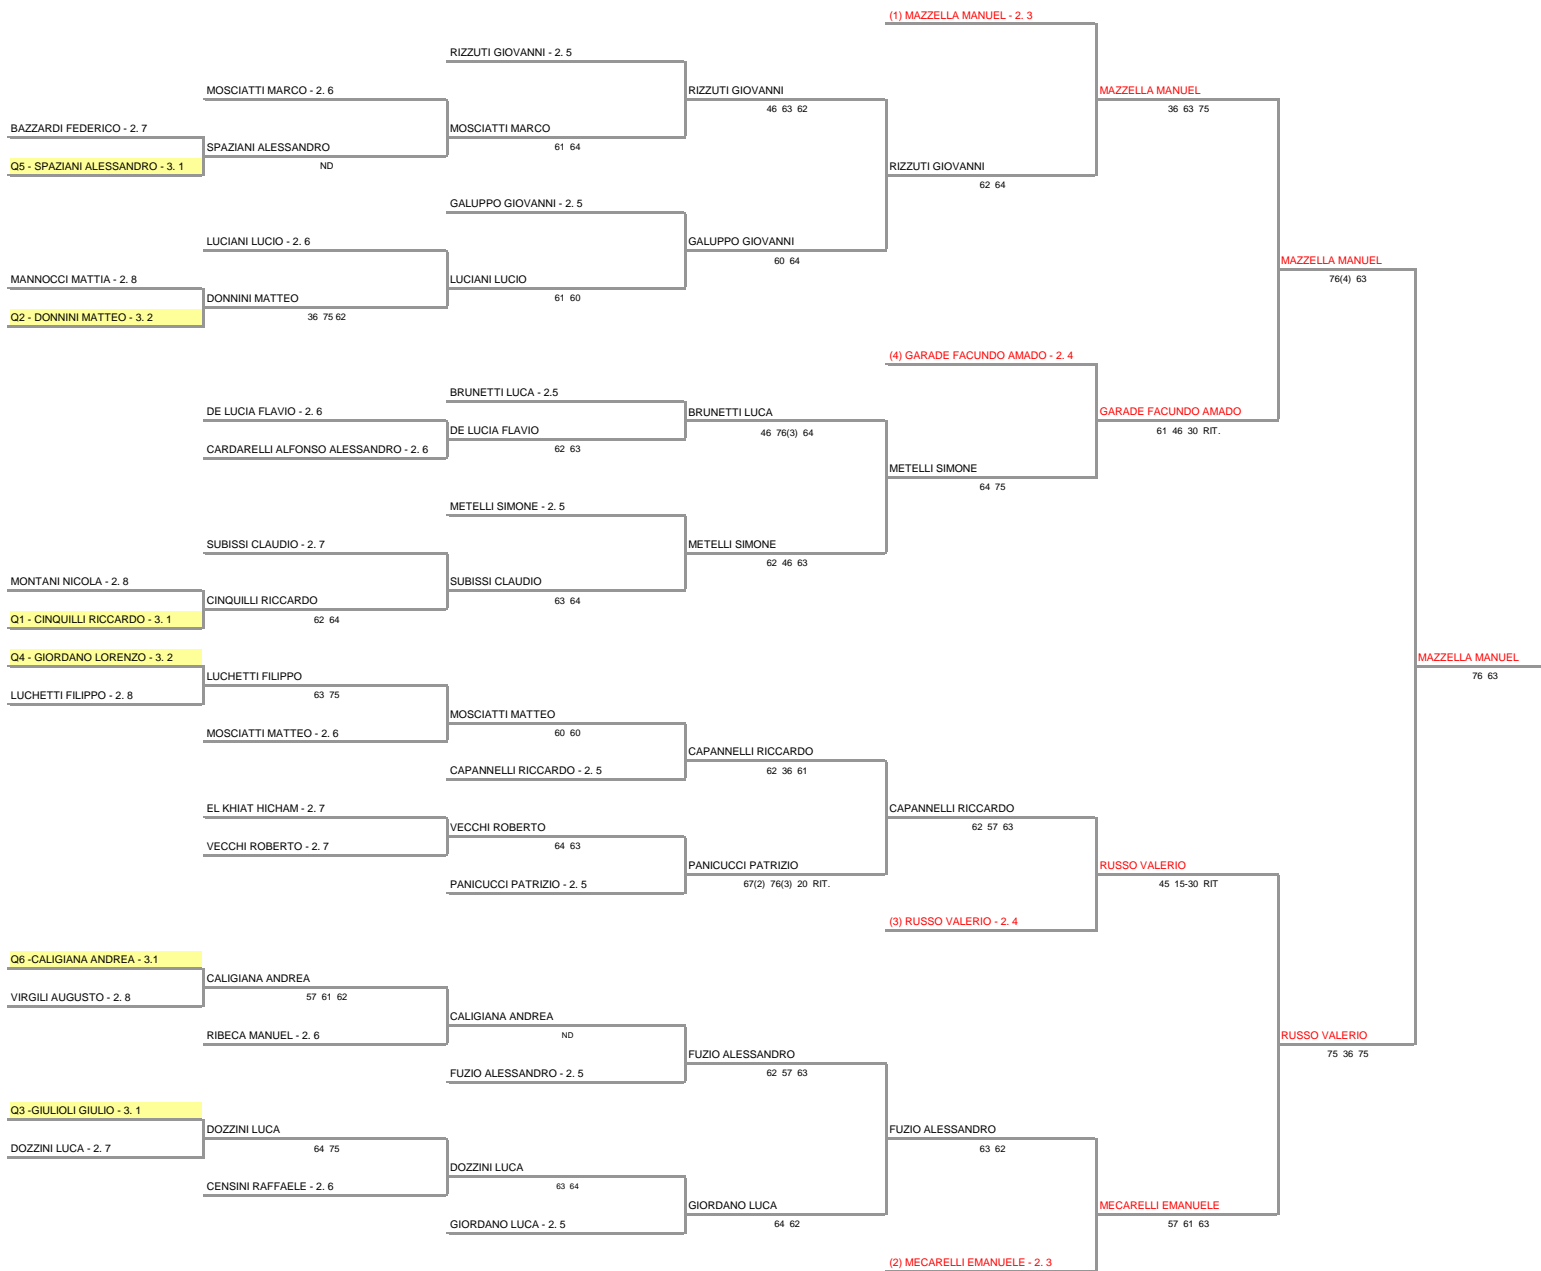 (1) MAZZELLA MANUEL - 2. 3
RIZZUTI GIOVANNI - 2. 5
MOSCIATTI MARCO - 2. 6
RIZZUTI GIOVANNI
MAZZELLA MANUEL
46 63 62
36 63 75
BAZZARDI FEDERICO - 2. 7
MOSCIATTI MARCO
SPAZIANI ALESSANDRO
61 64
Q5 - SPAZIANI ALESSANDRO - 3. 1
ND
RIZZUTI GIOVANNI
62 64
GALUPPO GIOVANNI - 2. 5
LUCIANI LUCIO - 2. 6
GALUPPO GIOVANNI
60 64
MAZZELLA MANUEL
76(4) 63
MANNOCCI MATTIA - 2. 8
LUCIANI LUCIO
DONNINI MATTEO
61 60
Q2 - DONNINI MATTEO - 3. 2
36 75 62
(4) GARADE FACUNDO AMADO - 2. 4
BRUNETTI LUCA - 2.5
DE LUCIA FLAVIO - 2. 6
BRUNETTI LUCA
GARADE FACUNDO AMADO
DE LUCIA FLAVIO
46 76(3) 64
61 46 30 RIT.
CARDARELLI ALFONSO ALESSANDRO - 2. 6
62 63
METELLI SIMONE
64 75
METELLI SIMONE - 2. 5
SUBISSI CLAUDIO - 2. 7
METELLI SIMONE
62 46 63
MONTANI NICOLA - 2. 8
SUBISSI CLAUDIO
CINQUILLI RICCARDO
63 64
Q1 - CINQUILLI RICCARDO - 3. 1
62 64
Q4 - GIORDANO LORENZO - 3. 2
MAZZELLA MANUEL
LUCHETTI FILIPPO
76 63
LUCHETTI FILIPPO - 2. 8
63 75
MOSCIATTI MATTEO
MOSCIATTI MATTEO - 2. 6
60 60
CAPANNELLI RICCARDO
CAPANNELLI RICCARDO - 2. 5
62 36 61
EL KHIAT HICHAM - 2. 7
CAPANNELLI RICCARDO
VECCHI ROBERTO
62 57 63
VECCHI ROBERTO - 2. 7
64 63
PANICUCCI PATRIZIO
RUSSO VALERIO
PANICUCCI PATRIZIO - 2. 5
67(2) 76(3) 20 RIT.
45 15-30 RIT
(3) RUSSO VALERIO - 2. 4
Q6 -CALIGIANA ANDREA - 3.1
CALIGIANA ANDREA
VIRGILI AUGUSTO - 2. 8
57 61 62
CALIGIANA ANDREA
RIBECA MANUEL - 2. 6
ND
RUSSO VALERIO
FUZIO ALESSANDRO
75 36 75
FUZIO ALESSANDRO - 2. 5
62 57 63
Q3 -GIULIOLI GIULIO - 3. 1
DOZZINI LUCA
FUZIO ALESSANDRO
DOZZINI LUCA - 2. 7
64 75
63 62
DOZZINI LUCA
CENSINI RAFFAELE - 2. 6
63 64
GIORDANO LUCA
MECARELLI EMANUELE
GIORDANO LUCA - 2. 5
64 62
57 61 63
(2) MECARELLI EMANUELE - 2. 3